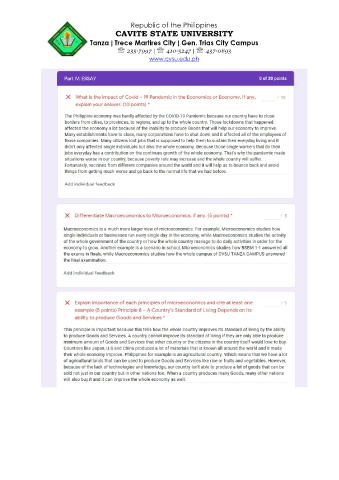 Republic of the Philippines
CAVITE STATE UNIVERSITY
Tanza | Trece Martires City | Gen. Trias City Campus
☏ 235-7997 | ☏ 410-5247 | ☏ 437-0693
www.cvsu.edu.ph
Part IV. ESSAY
0 of 20 points
What is the impact of Covid – 19 Pandemic in the Economics or Economy, if any,
explain your answer. (10 points) *
The Philippine economy was hardly affected by the COVID-19 Pandemic because our country have to close
borders from cities, to provinces, to regions, and up to the whole country. Those lockdowns that happened
affected the economy a lot because of the inability to produce Goods that will help our economy to improve.
Many establishments have to close, many corporations have to shut down and it affected all of the employees of
those companies. Many citizens lost jobs that is supposed to help them to sustain their everyday living and it
didn't only affected single individuals but also the whole economy. Because those single workers that do their
jobs everyday has a contribution on the continues growth of the whole economy. That's why the pandemic made
situations worse in our country, because poverty rate may increase and the whole country will suffer.
Fortunately, vaccines from different companies around the world and it will help us to bounce back and avoid
things from getting much worse and go back to the normal life that we had before.
Add individual feedback
Differentiate Macroeconomics to Microeconomics, if any. (5 points) *
Macroeconomics is a much more larger view of microeconomics. For example, Microeconomics studies how
single individuals or businesses run every single day in the economy, while Macroeconomics studies the activity
of the whole government of the country or how the whole country manage to do daily activities in order for the
economy to grow. Another example is a scenario in school, Microeconomics studies how BSEM 1-1 answered all
the exams in finals, while Macroeconomics studies how the whole campus of CVSU TANZA CAMPUS answered
the final examination.
Add individual feedback
Explain importance of each principles of macroeconomics and cite at least one
example (5 points) Principle 8 – A Country's Standard of Living Depends on its
ability to produce Goods and Services *
This principle is important because this tells how the whole country improves its standard of living by the ability
to produce Goods and Services. A country cannot improve its standard of living if they are only able to produce
minimum amount of Goods and Services that other country or the citizens in the country itself would love to buy.
Countries like Japan, U.S and China produces a lot of materials that is known all around the world and it made
their whole economy improve. Philippines for example is an agricultural country. Which means that we have a lot
of agricultural lands that can be used to produce Goods and Services like rice or fruits and vegetables. However,
because of the lack of technologies and knowledge, our country isn't able to produce a lot of goods that can be
sold not just in our country but in other nations too. When a country produces many Goods, many other nations
will also buy it and it can improve the whole economy as well.